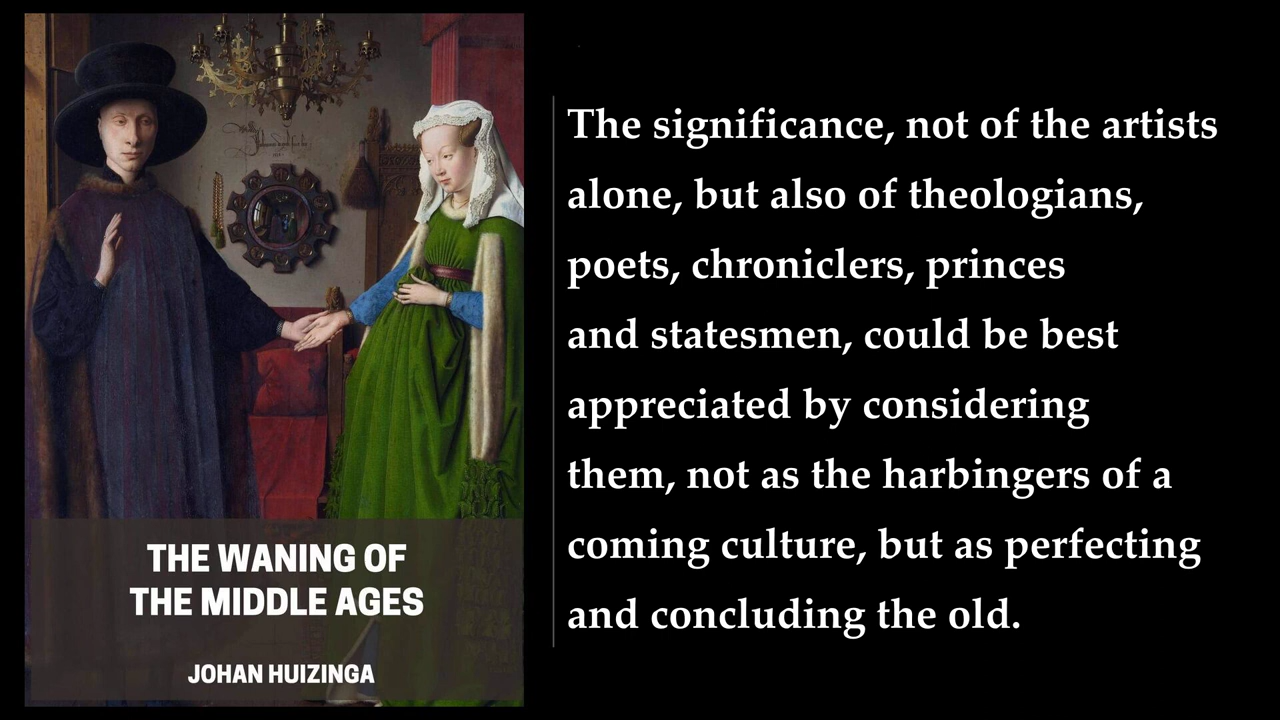 THE WANING OF
THE MIDDLE AGES
JOHAN HUIZINGA
The significance, not of the artists
alone, but also of theologians,
poets, chroniclers, princes
and statesmen, could be best
appreciated by considering
them, not as the harbingers of a
coming culture, but as perfecting
and concluding the old.